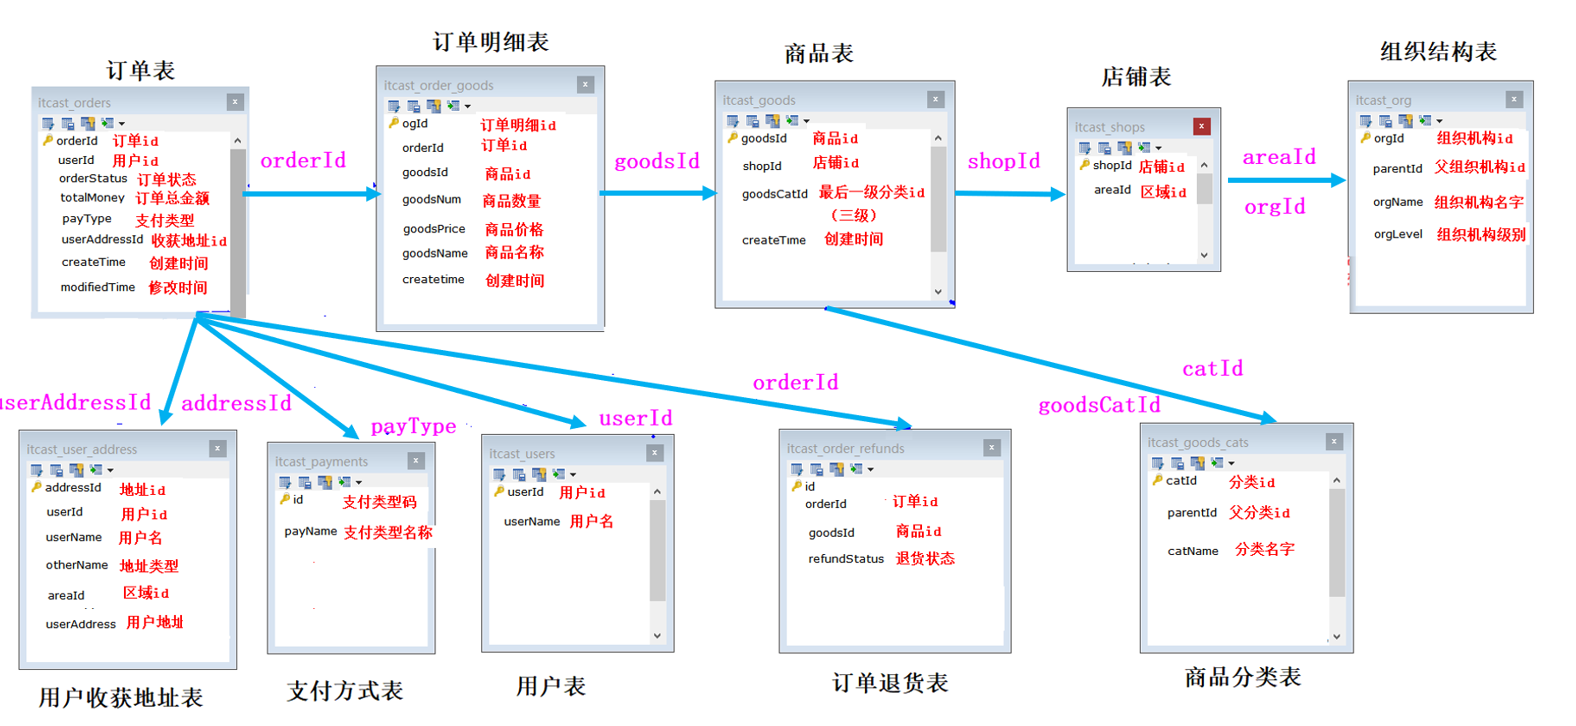 订单表
itcast_orders
orderId 订单id
userId 用户id
orderStatus 订单状态
totalMoney 订单总金额
payType 支付类型
userAddressId 收获地址id
createTime 创建时间
modifiedTime 修改时间
orderId
订单明细表
itcast_order_goods
ogId 订单明细id
orderId 订单id
goodsId 商品id
goodsNum 商品数量
goodsPrice 商品价格
goodsName 商品名称
createtime 创建时间
goodsId
商品表
itcast_goods
goodsId 商品id
shopId 店铺id
goodsCatId 最后一级分类id
（三级）
createTime 创建时间
shopId
店铺表
itcast_shops
shopId 店铺id
areaId 区域id
areaId
orgId
组织结构表
itcast_org
orgId 组织机构id
parentId 父组织机构id
orgName 组织机构名字
orgLevel 组织机构级别
userAddressId addressId
itcast_user_address
addressId 地址id
userId 用户id
userName 用户名
otherName 地址类型
areaId 区域id
userAddress 用户地址
用户收获地址表
payType
itcast_payments
id 支付类型码
payName 支付类型名称
支付方式表
userId
itcast_users
userId 用户id
userName 用户名
用户表
orderId
itcast_order_refunds
id
orderId 订单id
goodsId 商品id
refundStatus 退货状态
订单退货表
catId
goodsCatId
itcast_goods_cats
catId 分类id
parentId 父分类id
catName 分类名字
商品分类表